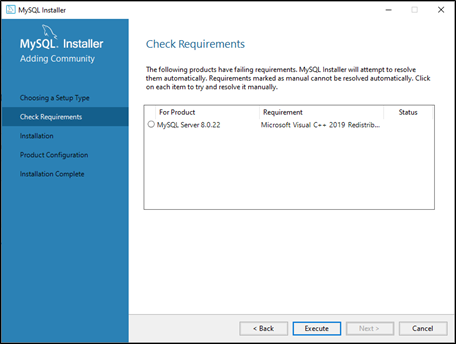 MySQL Installer
MySQL. Installer
Adding Community
Choosing a Setup Type
Check Requirements
Installation
Product Configuration
Installation Complete
Check Requirements
The following products have failing requirements. MySQL Installer will attempt to resolve
them automatically. Requirements marked as manual cannot be resolved automatically. Click
on each item to try and resolve it manually.
For Product Requirement Status
MySQL Server 8.0.22 Microsoft Visual C++ 2019 Redistrib...
< Back Execute Next > Cancel